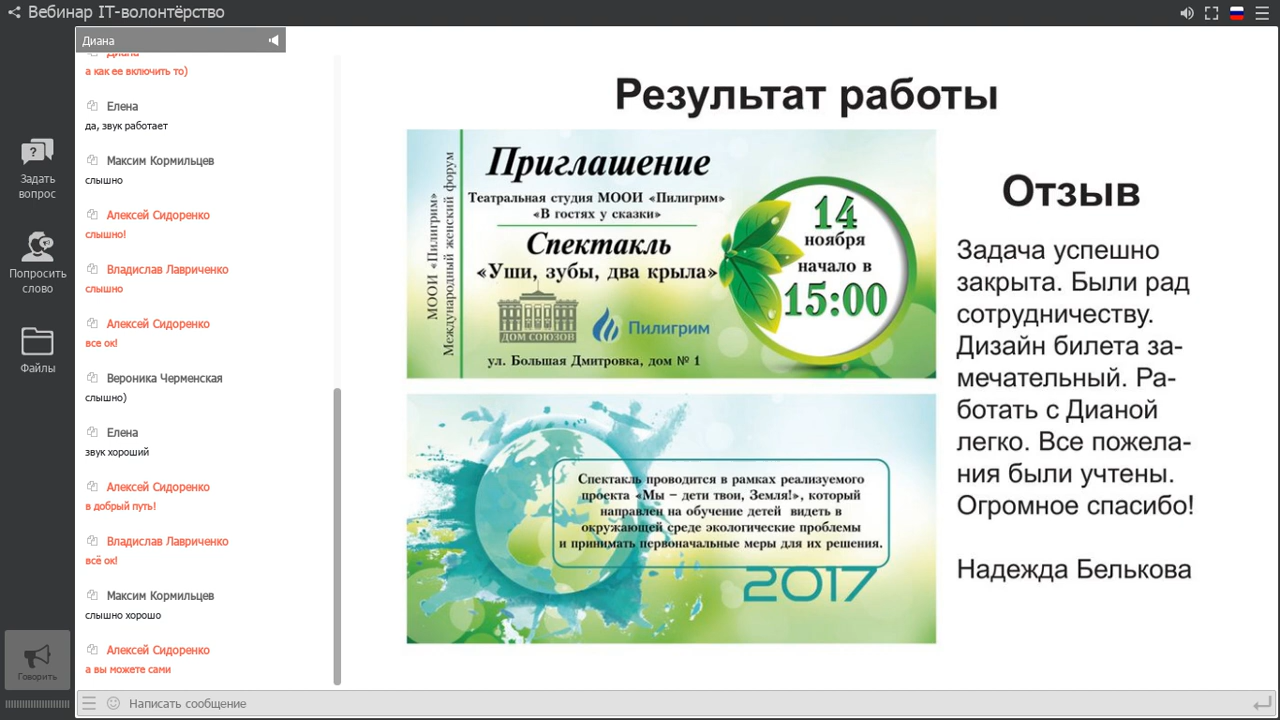 Вебинар IT-волонтёрство
Диана
Диана
а как ее включить то)
Елена
да, звук работает
Максим Кормильцев
слышно
Алексей Сидоренко
слышно!
Владислав Лавриченко
слышно
Алексей Сидоренко
все ок!
Вероника Черменская
слышно)
Елена
звук хороший
Алексей Сидоренко
в добрый путь!
Владислав Лавриченко
всё ок!
Максим Кормильцев
слышно хорошо
Алексей Сидоренко
а вы можете сами
Написать сообщение
Задать
вопрос
Попросить
слово
Файлы
Говорить
Результат работы
МООИ «Пилигрим»
Международный женский форум
Приглашение
Театральная студия МООИ «Пилигрим»
«В гостях у сказки»
Спектакль
«Уши, зубы, два крыла»
ДОМ СОЮЗОВ
Пилигрим
ул. Большая Дмитровка, дом № 1
14
ноября
начало в
15:00
Спектакль проводится в рамках реализуемого
проекта «Мы – дети твои, Земля!», который
направлен на обучение детей видеть в
окружающей среде экологические проблемы
и принимать первоначальные меры для их решения.
2017
Отзыв
Задача успешно
закрыта. Были рад
сотрудничеству.
Дизайн билета за-
мечательный. Ра-
ботать с Дианой
легко. Все пожела-
ния были учтены.
Огромное спасибо!
Надежда Белькова